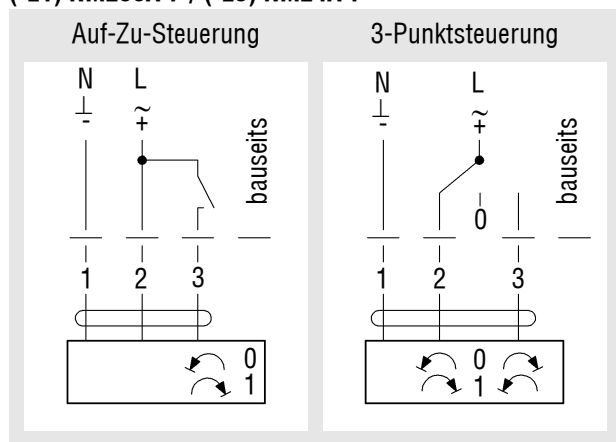 Auf-Zu-Steuerung
N L
⊥ ~
- +
bauseits
1 2 3
0
1
3-Punktsteuerung
N L
⊥ ~
- +
bauseits
0
1 2 3
0
1